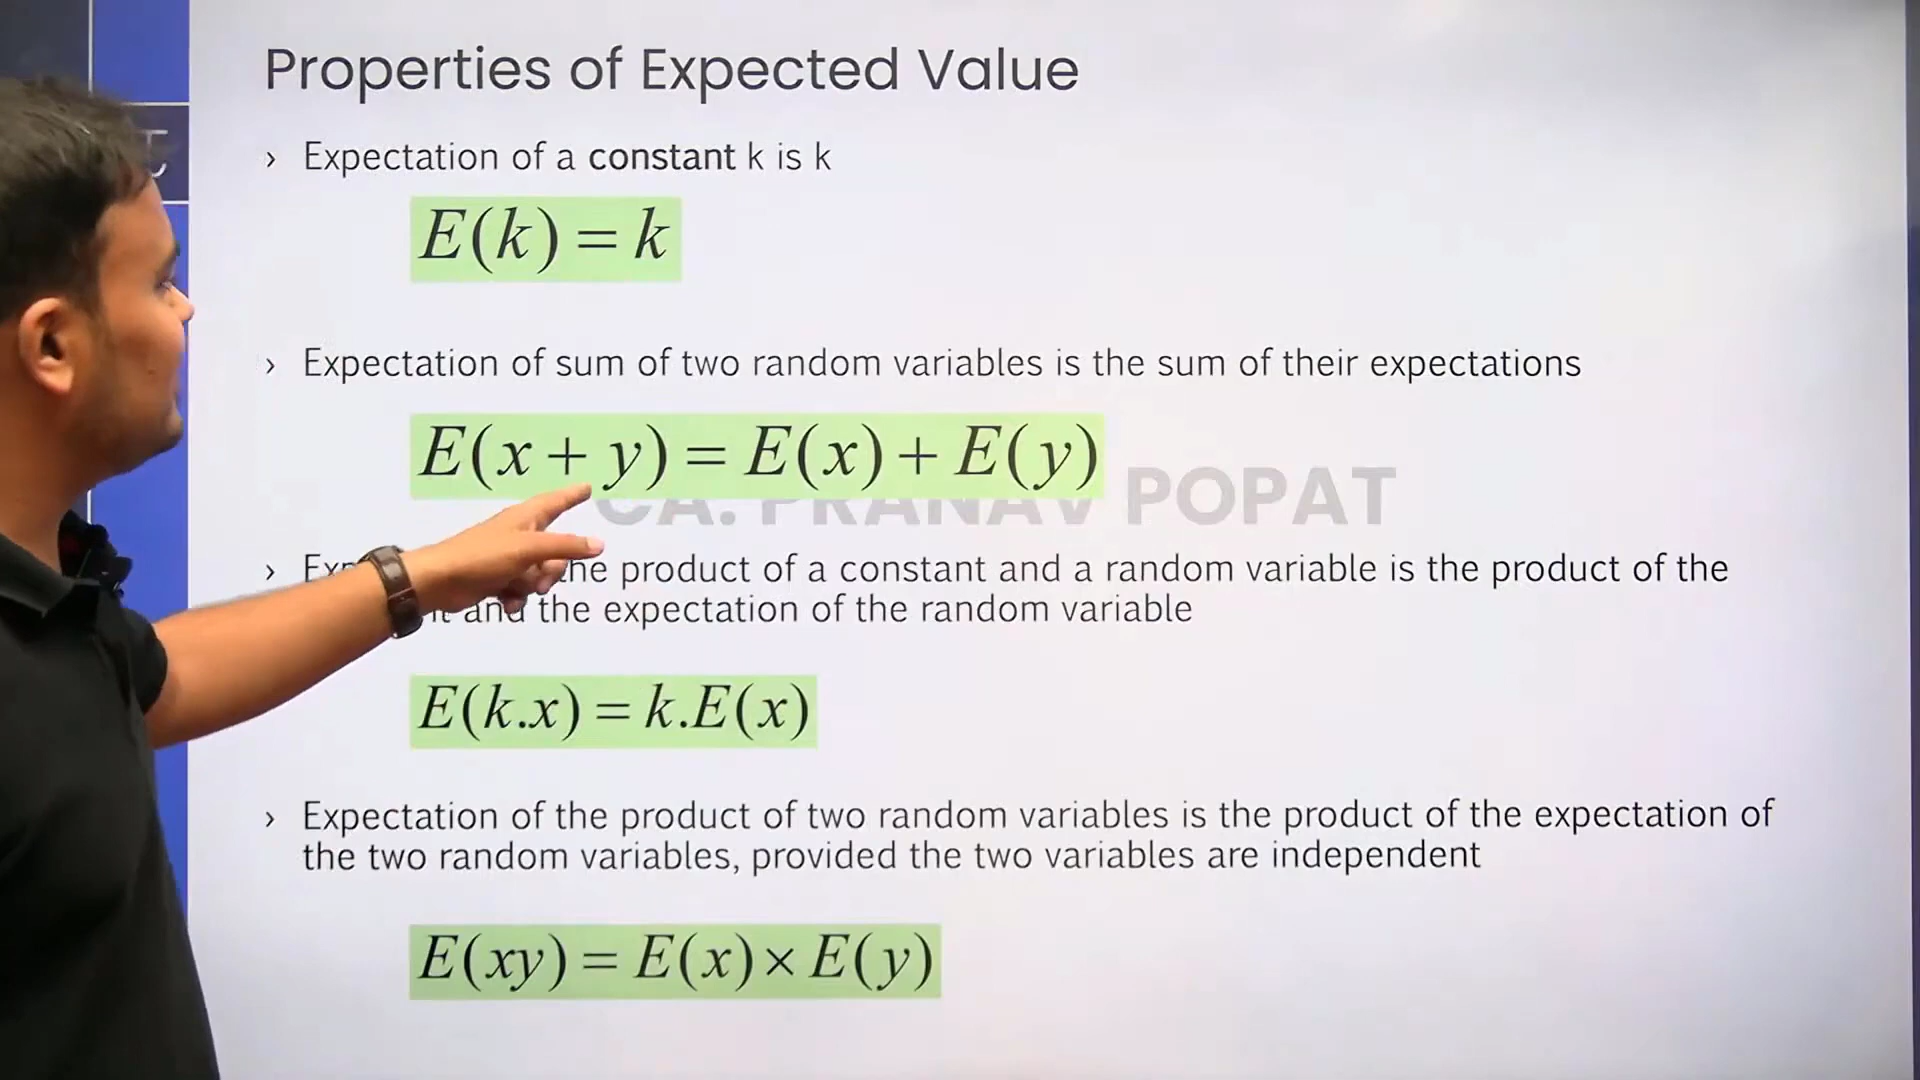 Properties of Expected Value
› Expectation of a constant k is k
E(k) = k
› Expectation of sum of two random variables is the sum of their expectations
E(x + y) = E(x) + E(y)
CA. PRANAV POPAT
› the product of a constant and a random variable is the product of the
and the expectation of the random variable
E(k.x) = k.E(x)
› Expectation of the product of two random variables is the product of the expectation of
the two random variables, provided the two variables are independent
E(xy) = E(x) × E(y)